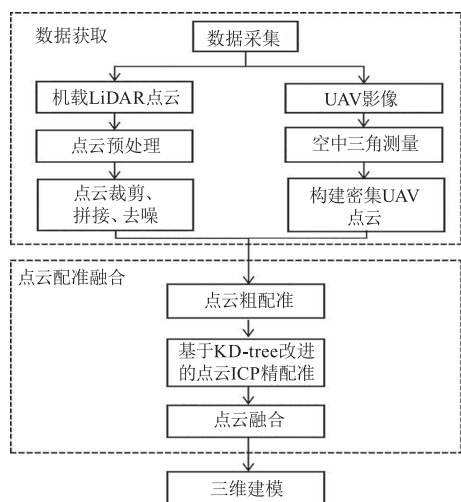 数据获取
数据采集
机载LiDAR点云
UAV影像
点云预处理
空中三角测量
点云裁剪、
拼接、去噪
构建密集UAV
点云
点云配准融合
点云粗配准
基于KD-tree改进
的点云ICP精配准
点云融合
三维建模